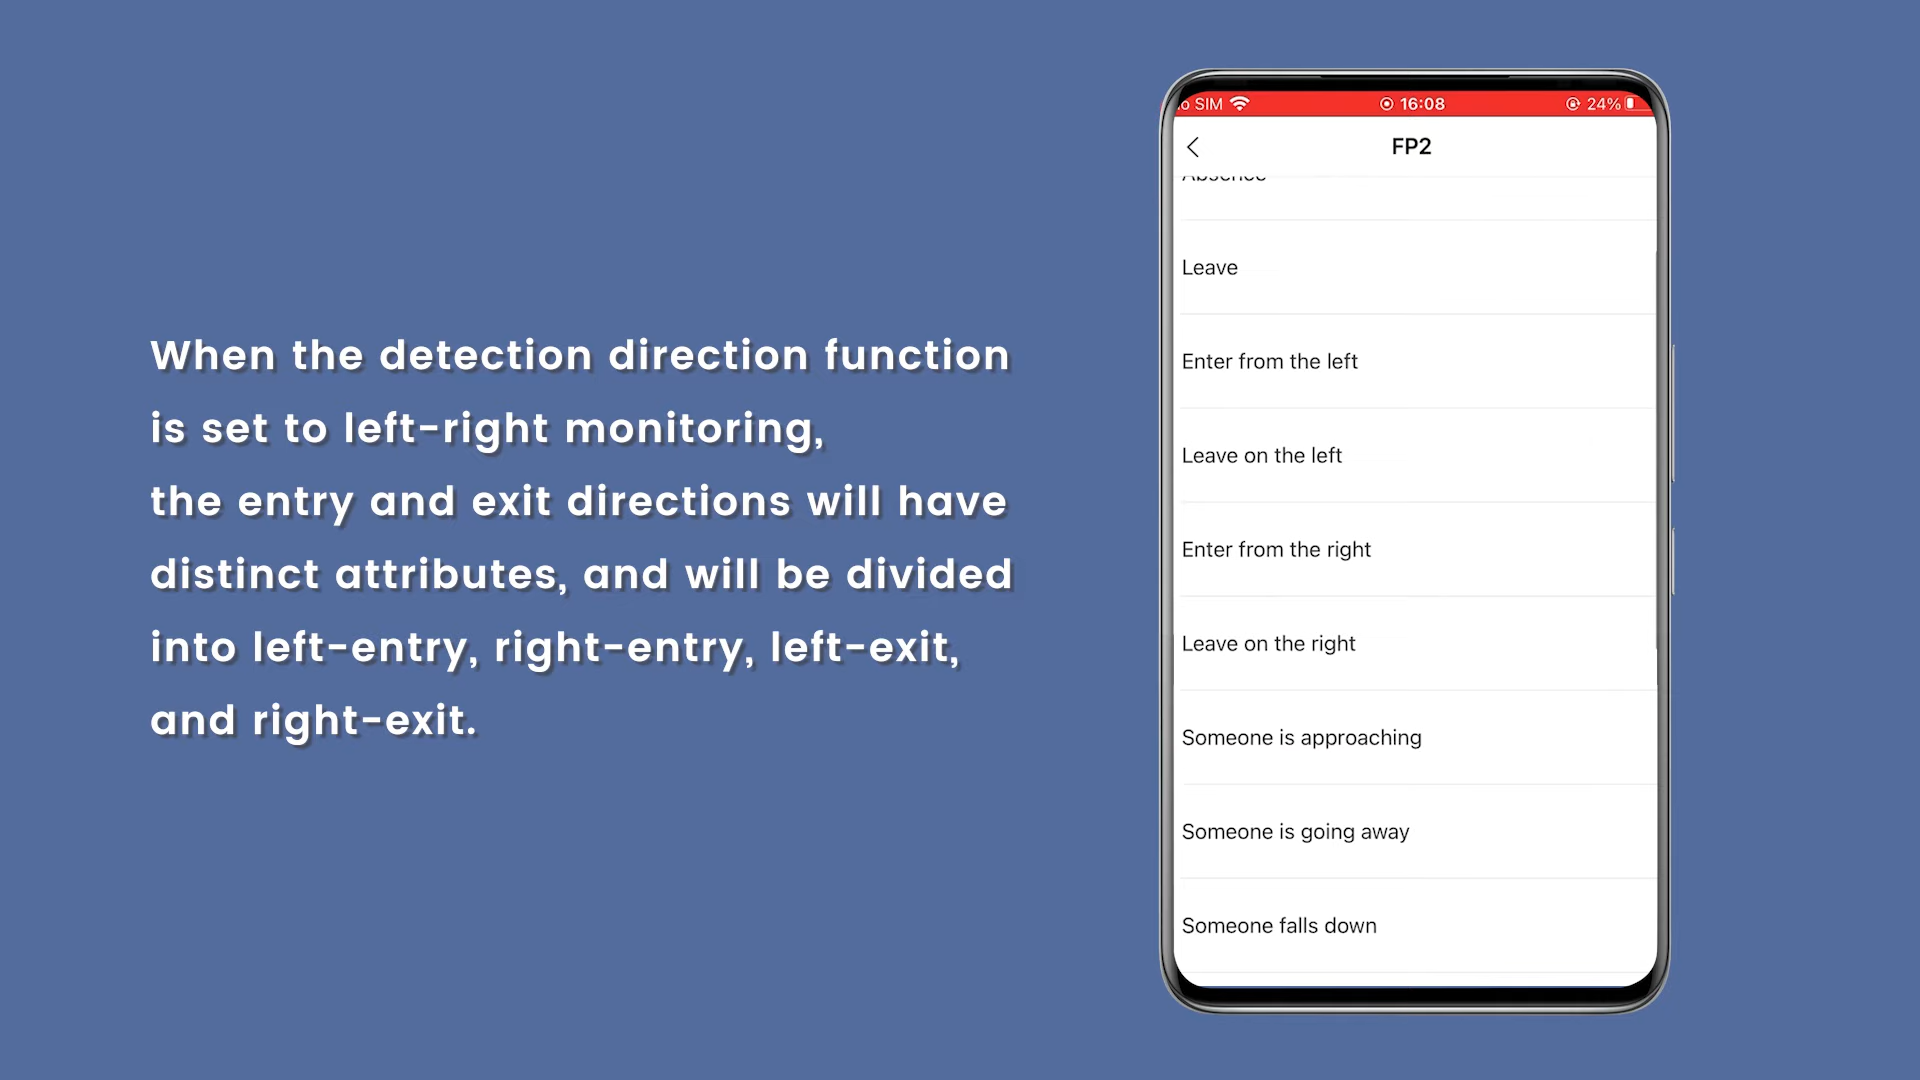 When the detection direction function
is set to left-right monitoring,
the entry and exit directions will have
distinct attributes, and will be divided
into left-entry, right-entry, left-exit,
and right-exit.
SIM 16:08 24%
FP2
Absence
Leave
Enter from the left
Leave on the left
Enter from the right
Leave on the right
Someone is approaching
Someone is going away
Someone falls down